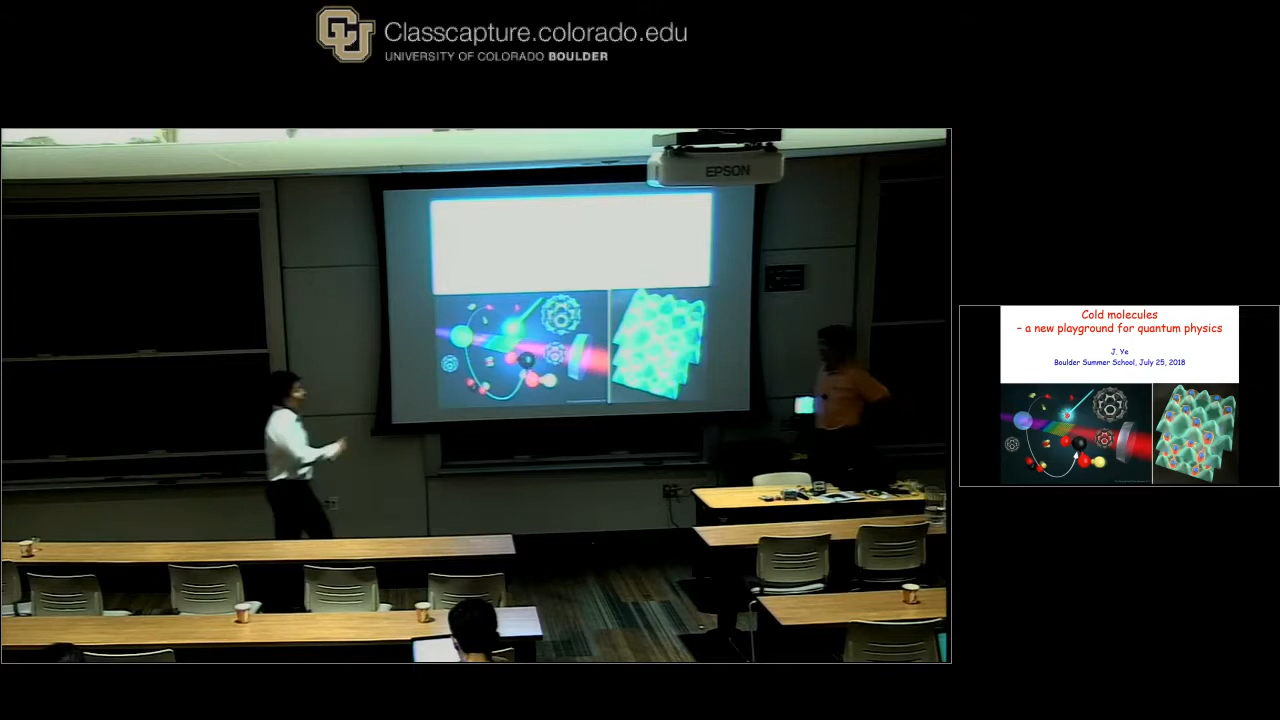 CU
Classcapture.colorado.edu
UNIVERSITY OF COLORADO BOULDER
EPSON
Cold molecules
– a new playground for quantum physics
J. Ye
Boulder Summer School, July 25, 2018